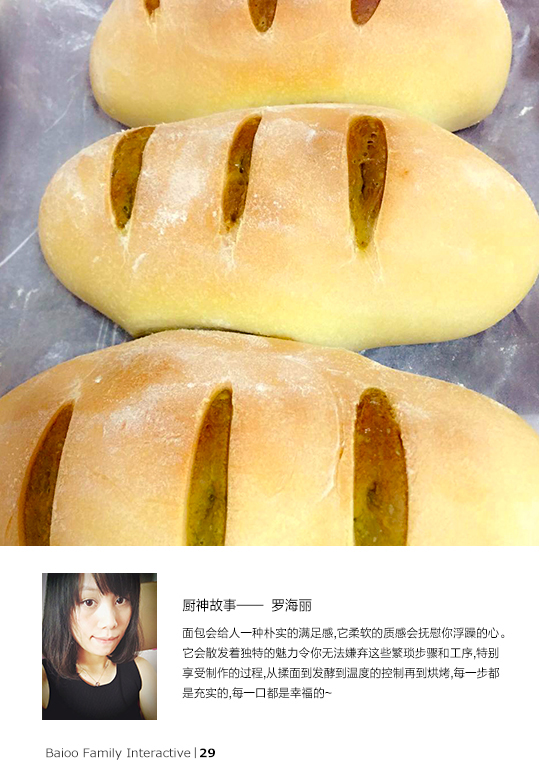 厨神故事—— 罗海丽
面包会给人一种朴实的满足感,它柔软的质感会抚慰你浮躁的心。
它会散发着独特的魅力令你无法嫌弃这些繁琐步骤和工序,特别
享受制作的过程,从揉面到发酵到温度的控制再到烘烤,每一步都
是充实的,每一口都是幸福的~
Baioo Family Interactive | 29